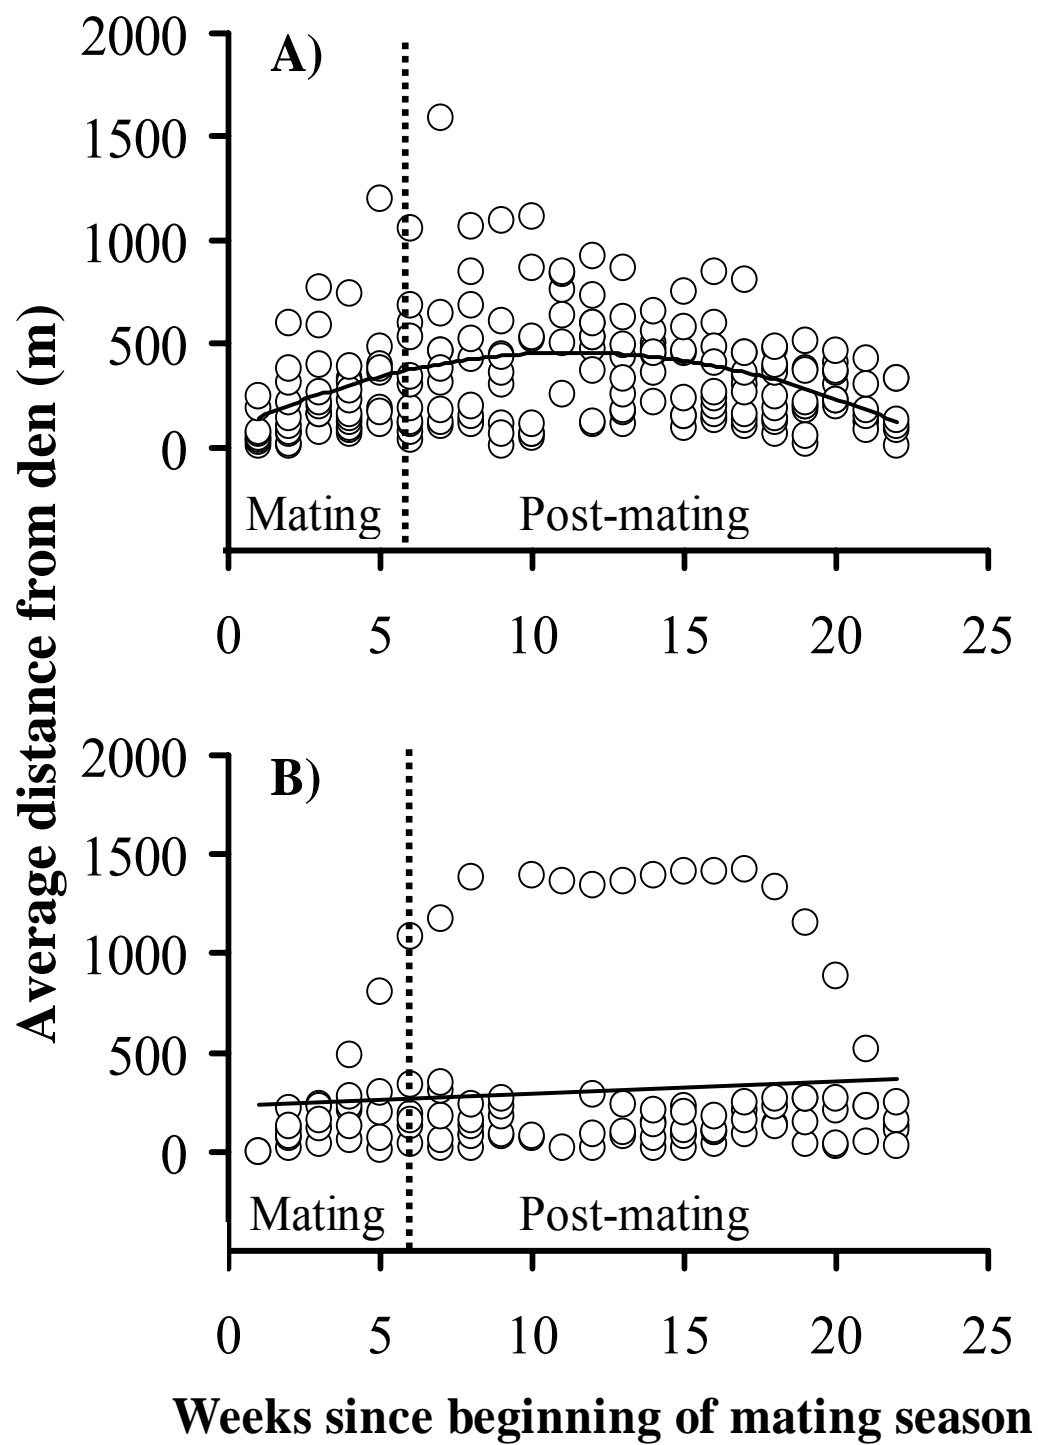 Average distance from den (m)
A)
2000
1500
1000
500
0
Mating Post-mating
0 5 10 15 20 25
B)
2000
1500
1000
500
0
Mating Post-mating
0 5 10 15 20 25
Weeks since beginning of mating season